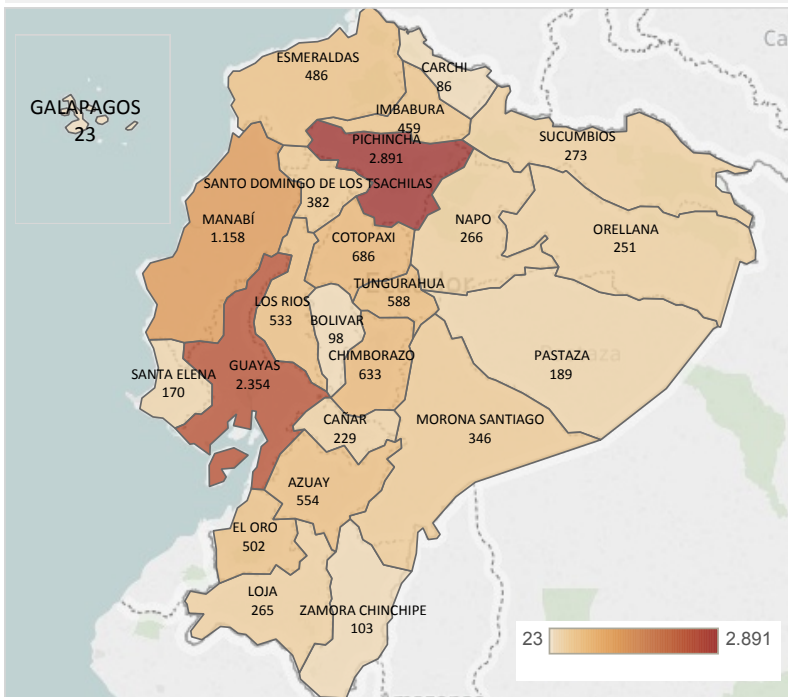 Ca
ESMERALDAS
486
CARCHI
86
GALAPAGOS
23
IMBABURA
459
SUCUMBIOS
273
PICHINCHA
2.891
SANTO DOMINGO DE LOS TSACHILAS
382
MANABÍ
1.158
NAPO
266
ORELLANA
251
COTOPAXI
686
Ecuador
TUNGURAHUA
588
LOS RIOS
533
BOLIVAR
98
CHIMBORAZO
633
PASTAZA
189
SANTA ELENA
170
GUAYAS
2.354
CAÑAR
229
MORONA SANTIAGO
346
AZUAY
554
EL ORO
502
LOJA
265
ZAMORA CHINCHIPE
103
23
2.891